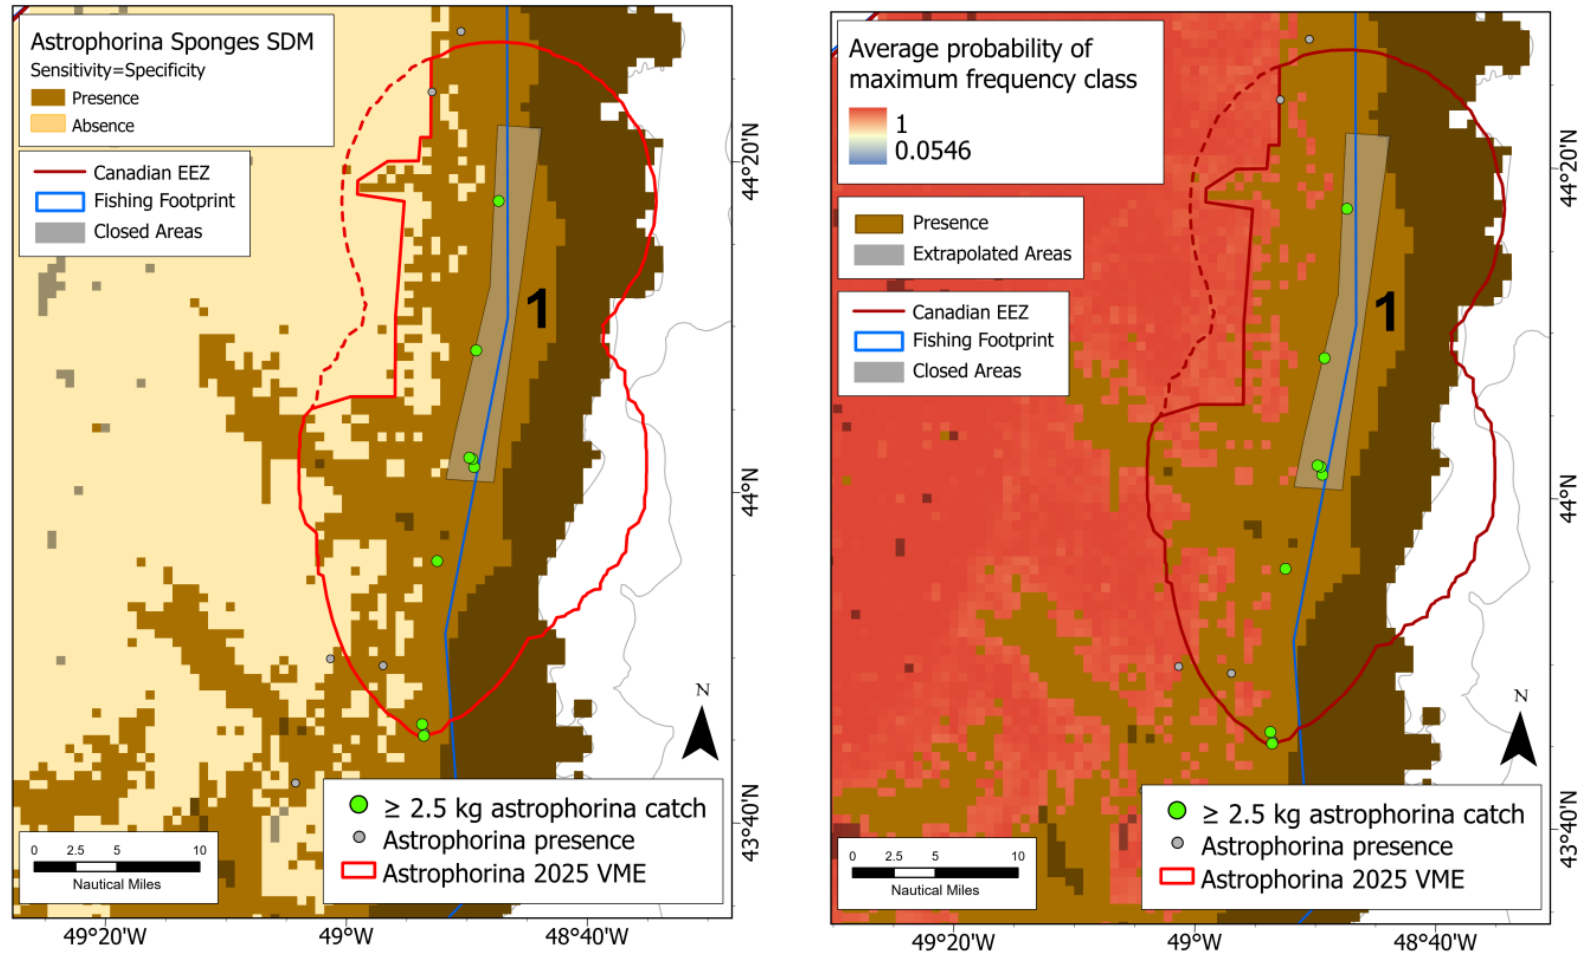 Astrophorina Sponges SDM
Sensitivity=Specificity
Presence
Absence
Canadian EEZ
Fishing Footprint
Closed Areas
1
44°20'N
44°N
43°40'N
N
≥ 2.5 kg astrophorina catch
Astrophorina presence
Astrophorina 2025 VME
0 2.5 5 10
Nautical Miles
49°20'W 49°W 48°40'W
Average probability of
maximum frequency class
1
0.0546
Presence
Extrapolated Areas
Canadian EEZ
Fishing Footprint
Closed Areas
1
44°20'N
44°N
43°40'N
N
≥ 2.5 kg astrophorina catch
Astrophorina presence
Astrophorina 2025 VME
0 2.5 5 10
Nautical Miles
49°20'W 49°W 48°40'W